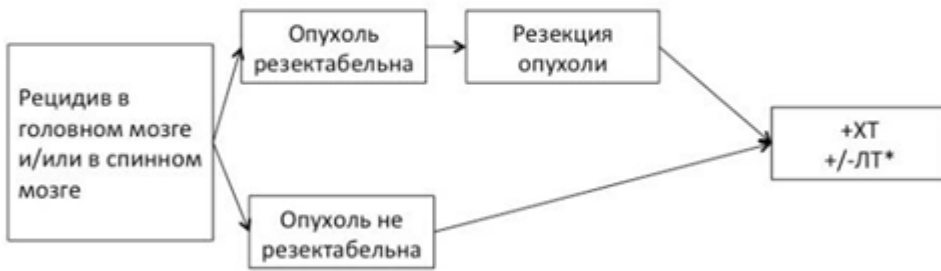 Рецидив в
головном мозге
и/или в спинном
мозге
Опухоль
резектабельна
Резекция
опухоли
Опухоль не
резектабельна
+ХТ
+/-ЛТ*